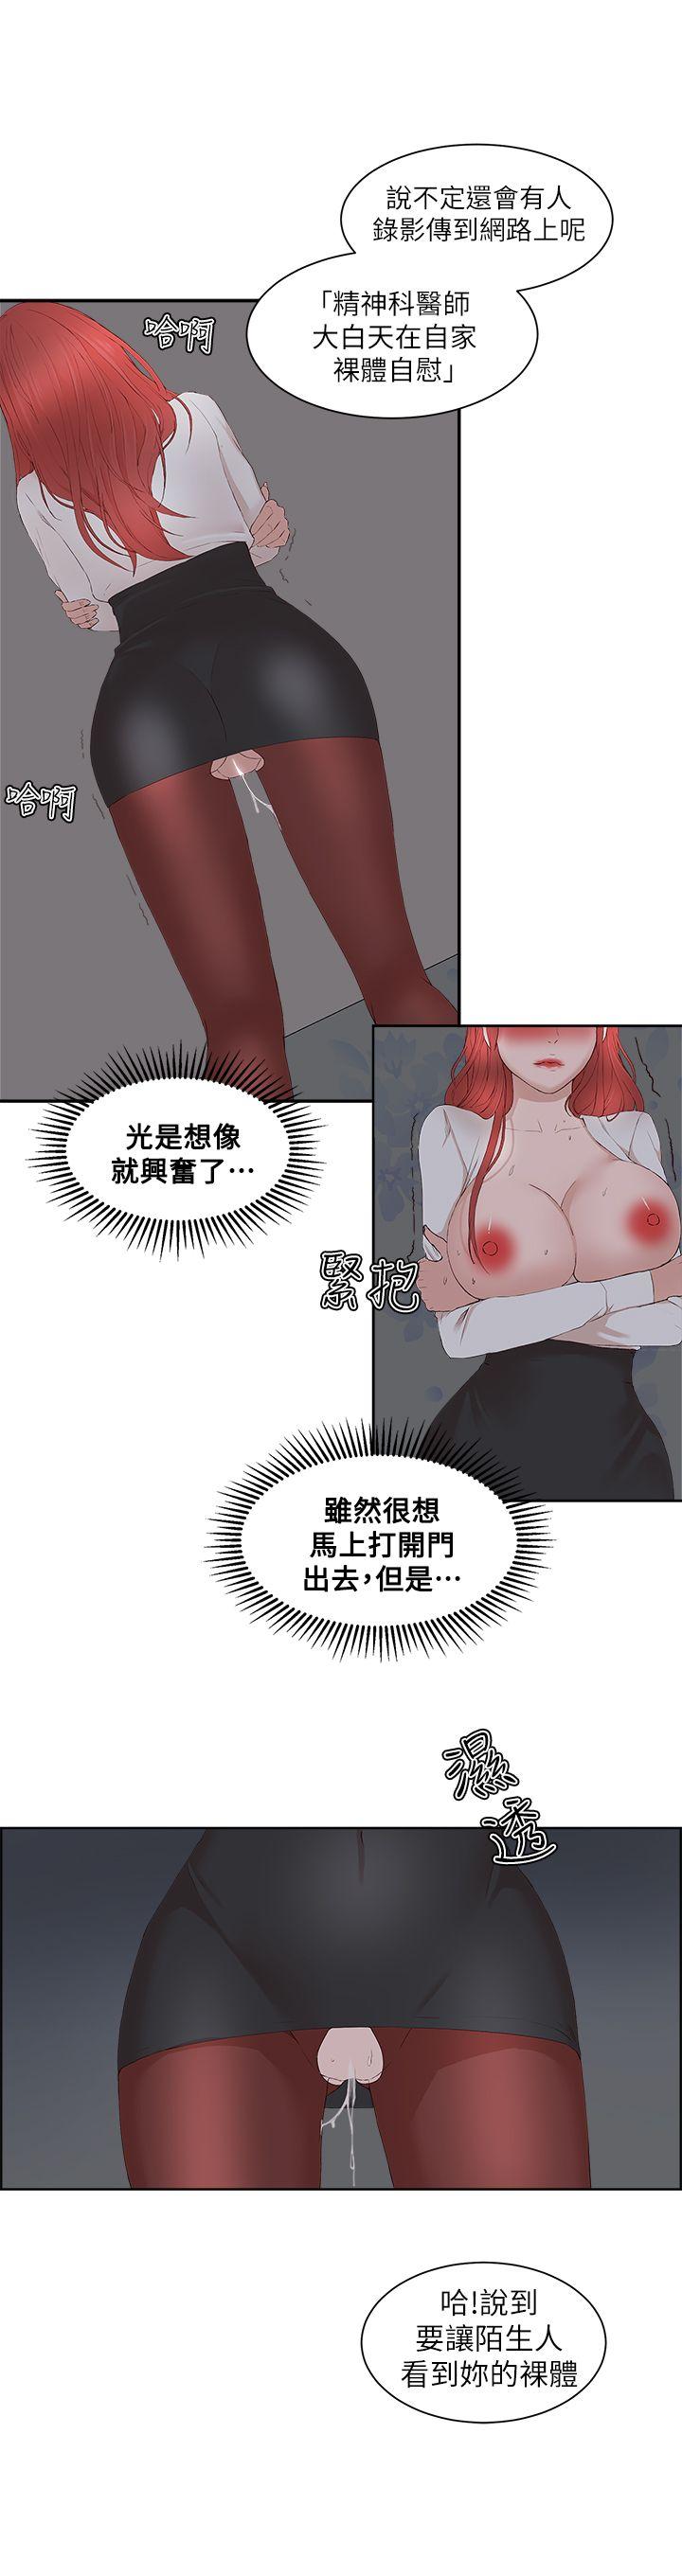 說不定還會有人
錄影傳到網路上呢
「精神科醫師
大白天在自家
裸體自慰」
哈啊
哈啊
光是想像
就興奮了…
緊抱
雖然很想
馬上打開門
出去,但是…
濕
透
哈!說到
要讓陌生人
看到妳的裸體